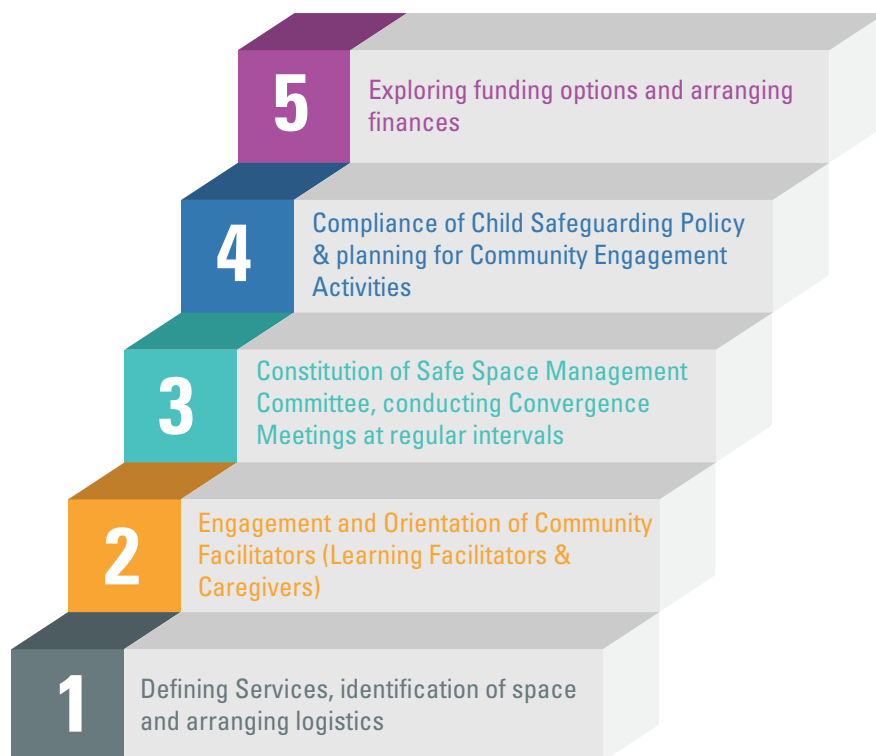 5
Exploring funding options and arranging
finances
4
Compliance of Child Safeguarding Policy
& planning for Community Engagement
Activities
3
Constitution of Safe Space Management
Committee, conducting Convergence
Meetings at regular intervals
2
Engagement and Orientation of Community
Facilitators (Learning Facilitators &
Caregivers)
1
Defining Services, identification of space
and arranging logistics